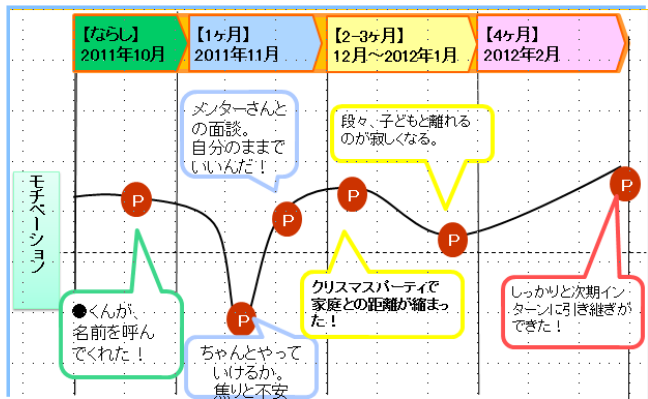 【ならし】
2011年10月
【1ヶ月】
2011年11月
【2-3ヶ月】
12月～2012年1月
【4ヶ月】
2012年2月
メンターさんと
の面談。
自分のままで
いいんだ！
段々、子どもと離れる
のが寂しくなる。
モチベーション
P
P
P
P
P
P
●くんが、
名前を呼ん
でくれた！
ちゃんとやって
いけるか。
焦りと不安
クリスマスパーティで
家庭との距離が縮まっ
た！
しっかりと次期イン
ターンに引き継ぎが
できた！